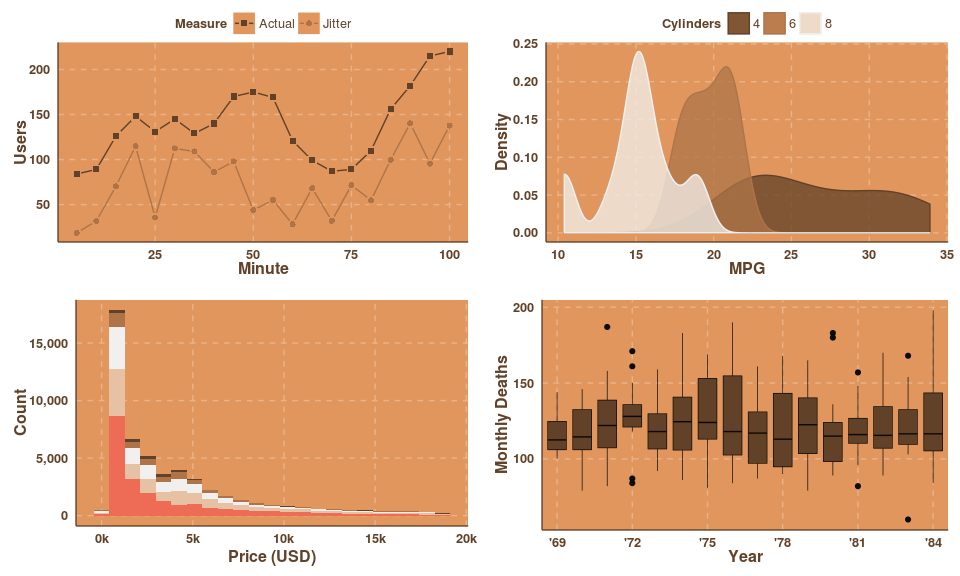 Measure Actual Jitter
200
150
100
50
Users
25 50 75 100
Minute
Cylinders 4 6 8
0.25
0.20
0.15
0.10
0.05
0.00
Density
10 15 20 25 30 35
MPG
15,000
10,000
5,000
0
Count
0k 5k 10k 15k 20k
Price (USD)
200
150
100
Monthly Deaths
'69 '72 '75 '78 '81 '84
Year